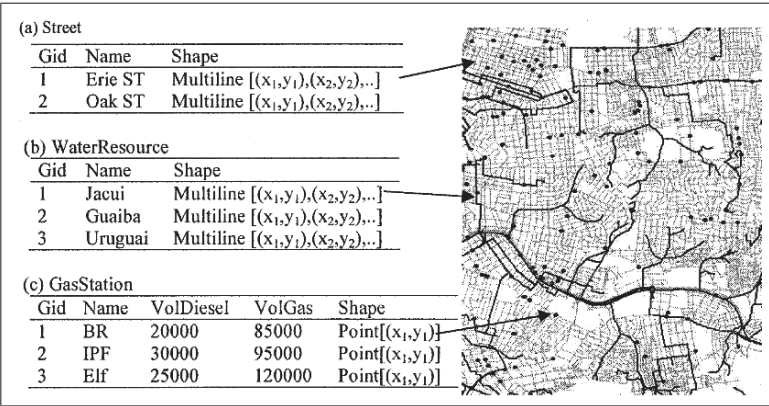 (a) Street
Gid Name Shape
1 Erie ST Multiline [(x₁,y₁),(x₂,y₂),..]
2 Oak ST Multiline [(x₁,y₁),(x₂,y₂),..]
(b) WaterResource
Gid Name Shape
1 Jacui Multiline [(x₁,y₁),(x₂,y₂),..]
2 Guaiba Multiline [(x₁,y₁),(x₂,y₂),..]
3 Uruguai Multiline [(x₁,y₁),(x₂,y₂),..]
(c) GasStation
Gid Name VolDiesel VolGas Shape
1 BR 20000 85000 Point[(x₁,y₁)]
2 IPF 30000 95000 Point[(x₁,y₁)]
3 Elf 25000 120000 Point[(x₁,y₁)]